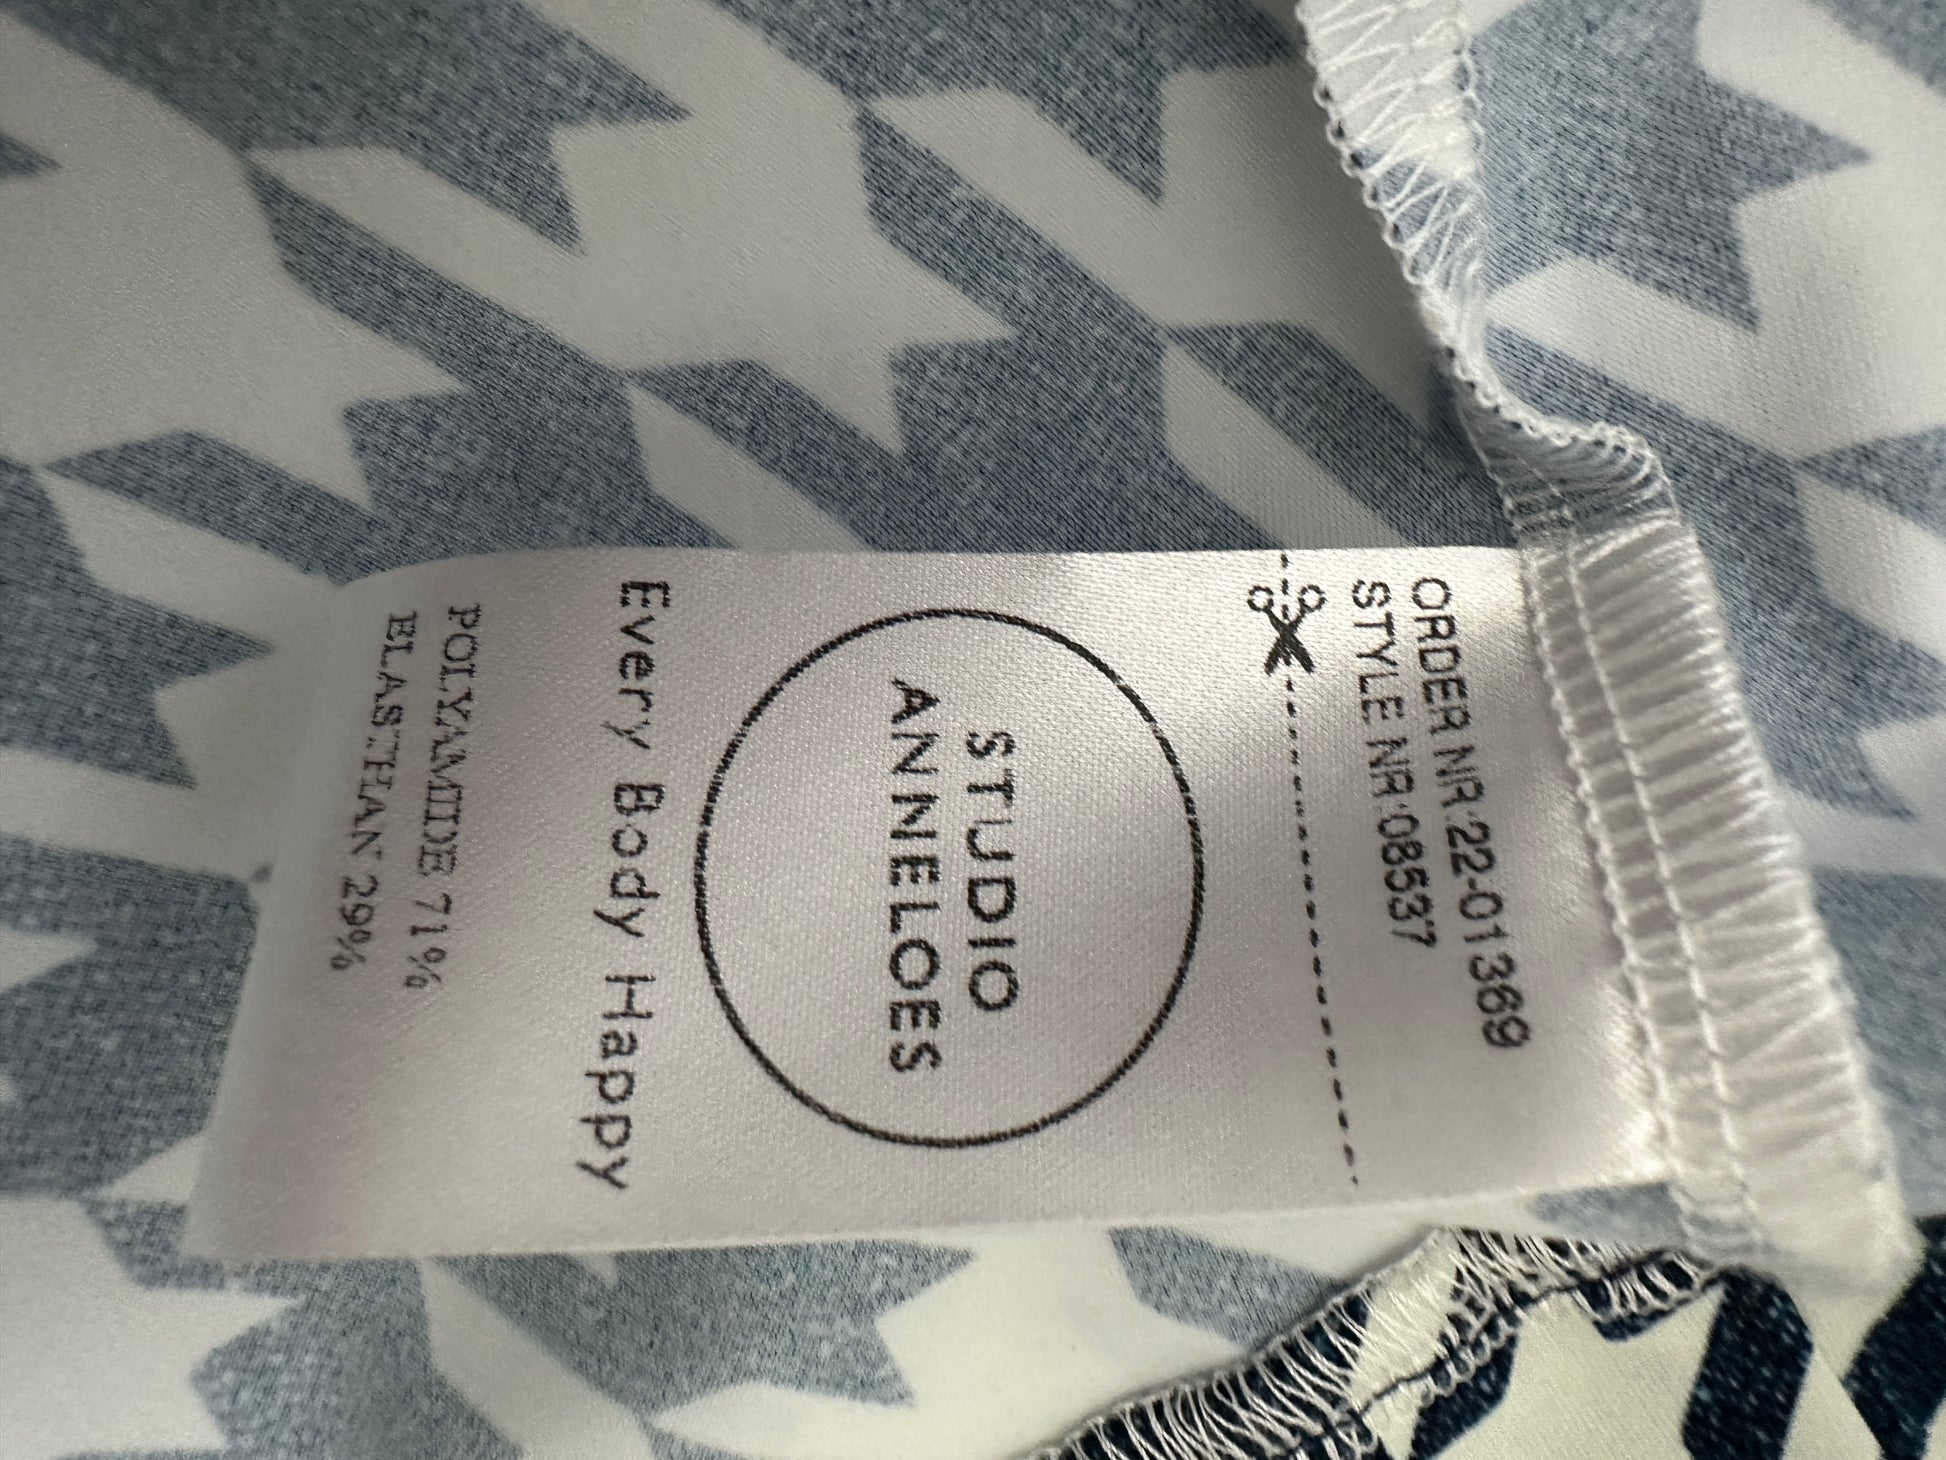 ORDER NR:22-01369
STYLE NR:08537
STUDIO
ANNELOES
Every Body Happy
POLYAMIDE 71%
ELASTHAN 29%